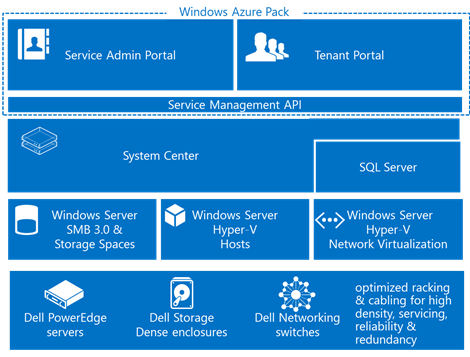 Windows Azure Pack
Service Admin Portal
Tenant Portal
Service Management API
System Center
SQL Server
Windows Server
SMB 3.0 &
Storage Spaces
Windows Server
Hyper-V
Hosts
Windows Server
Hyper-V
Network Virtualization
Dell PowerEdge
servers
Dell Storage
Dense enclosures
Dell Networking
switches
optimized racking
& cabling for high
density, servicing,
reliability &
redundancy